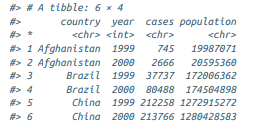 #> # A tibble: 6 × 4
#> country year cases population
#> * <chr> <int> <chr> <chr>
#> 1 Afghanistan 1999 745 19987071
#> 2 Afghanistan 2000 2666 20595360
#> 3 Brazil 1999 37737 172006362
#> 4 Brazil 2000 80488 174504898
#> 5 China 1999 212258 1272915272
#> 6 China 2000 213766 1280428583